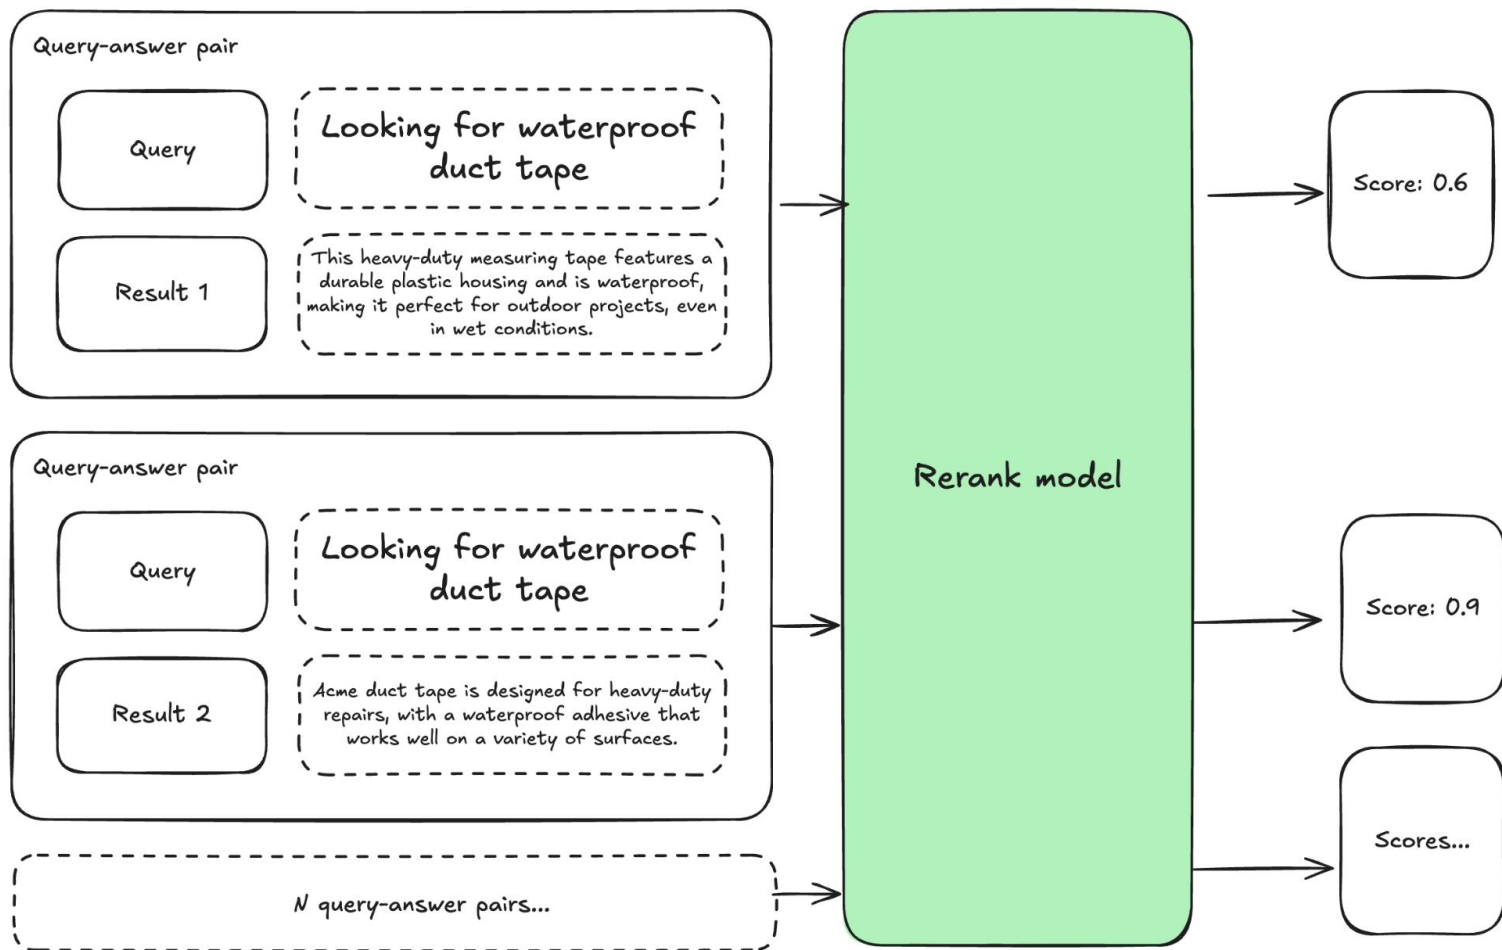 Query-answer pair
Query
Looking for waterproof
duct tape
Result 1
This heavy-duty measuring tape features a
durable plastic housing and is waterproof,
making it perfect for outdoor projects, even
in wet conditions.
Score: 0.6
Rerank model
Query-answer pair
Query
Looking for waterproof
duct tape
Result 2
Acme duct tape is designed for heavy-duty
repairs, with a waterproof adhesive that
works well on a variety of surfaces.
Score: 0.9
N query-answer pairs...
Scores...